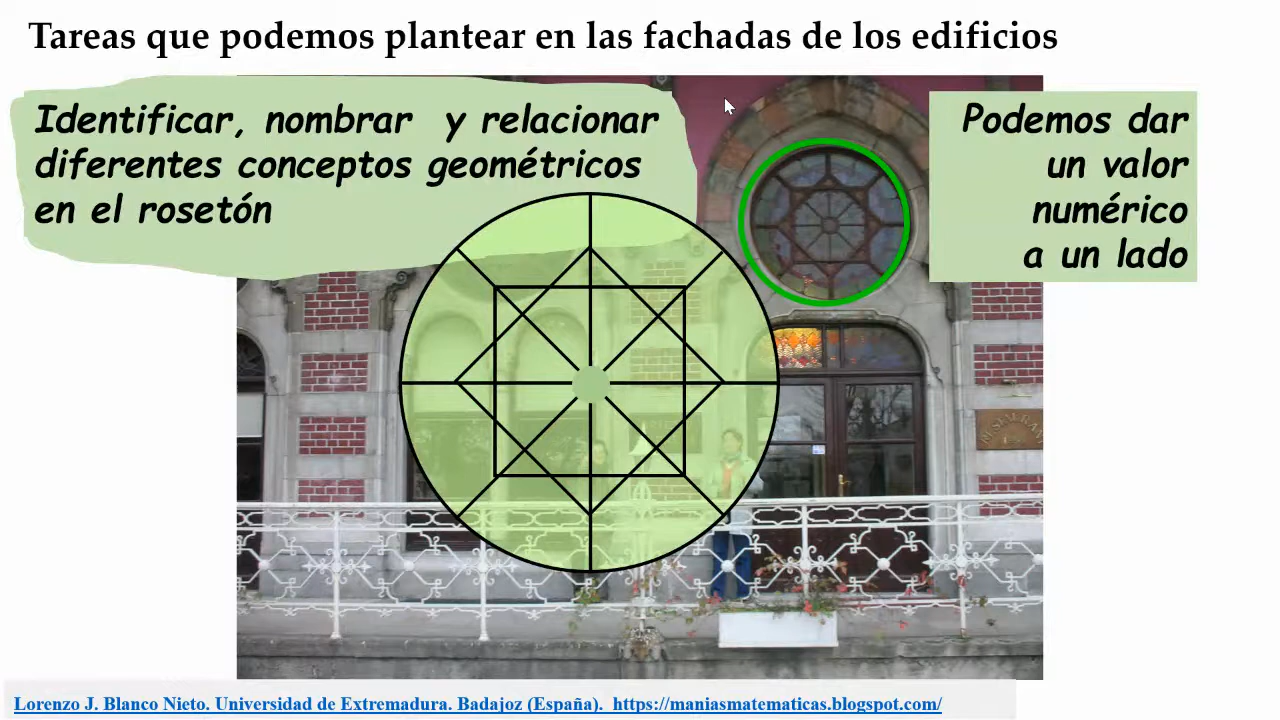 Tareas que podemos plantear en las fachadas de los edificios
Identificar, nombrar y relacionar
diferentes conceptos geométricos
en el rosetón
Podemos dar
un valor
numérico
a un lado
Lorenzo J. Blanco Nieto. Universidad de Extremadura. Badajoz (España). https://maniasmatematicas.blogspot.com/